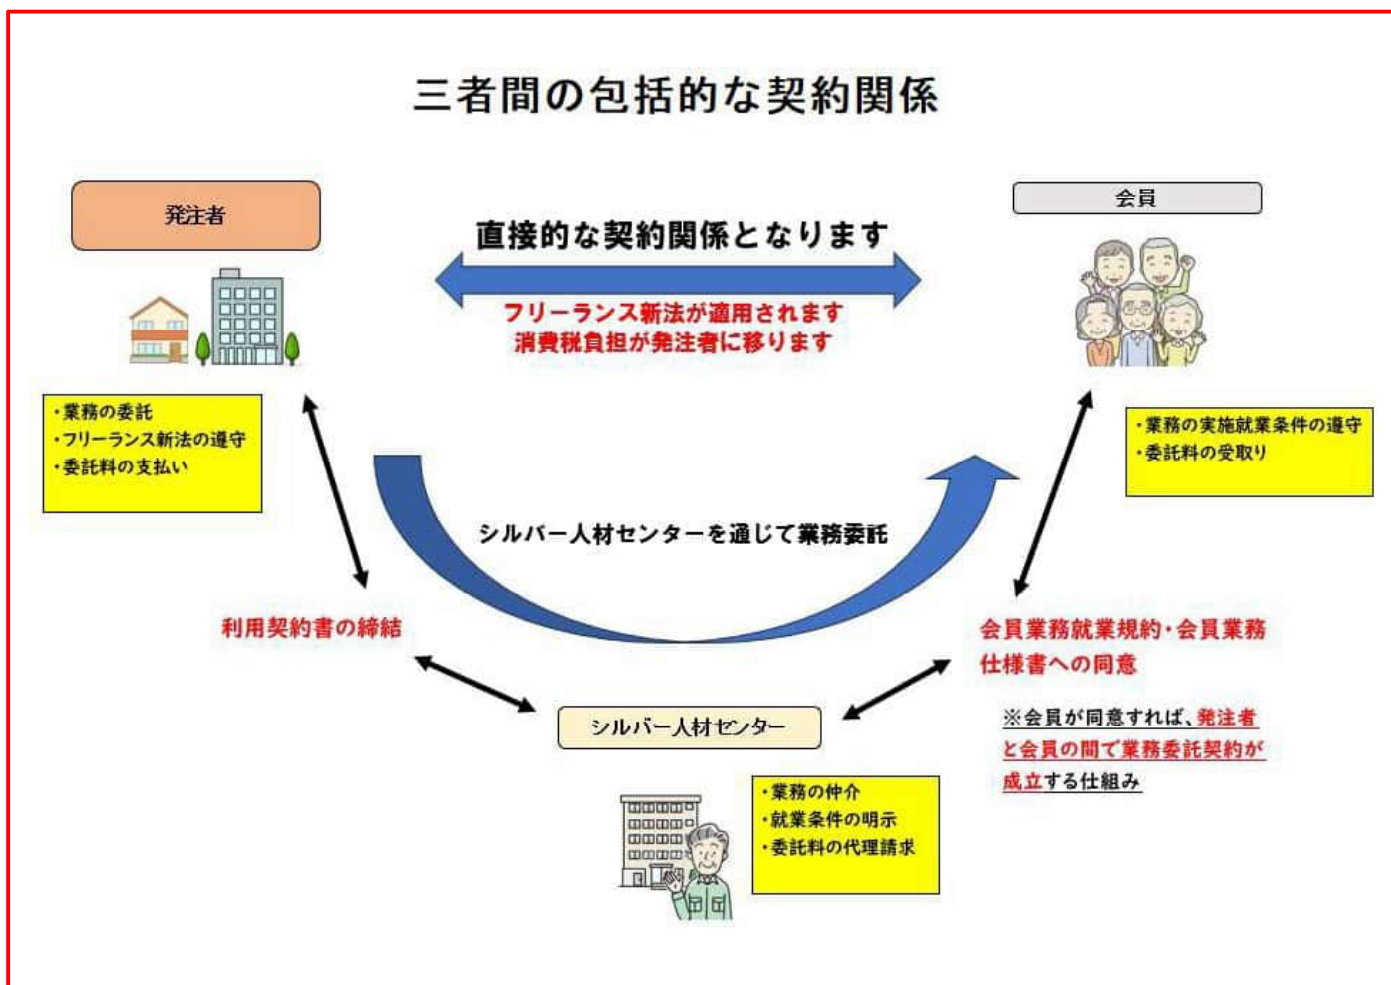 三者間の包括的な契約関係
発注者
会員
直接的な契約関係となります
フリーランス新法が適用されます
消費税負担が発注者に移ります
・業務の委託
・フリーランス新法の遵守
・委託料の支払い
・業務の実施就業条件の遵守
・委託料の受取り
シルバー人材センターを通じて業務委託
利用契約書の締結
会員業務就業規約・会員業務
仕様書への同意
※会員が同意すれば、発注者
と会員の間で業務委託契約が
成立する仕組み
シルバー人材センター
・業務の仲介
・就業条件の明示
・委託料の代理請求